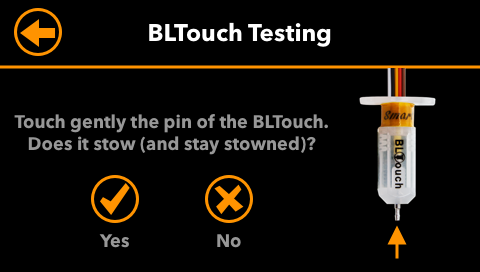 BLTouch Testing
Touch gently the pin of the BLTouch.
Does it stow (and stay stowned)?
Smar
BLTouch
Yes
No